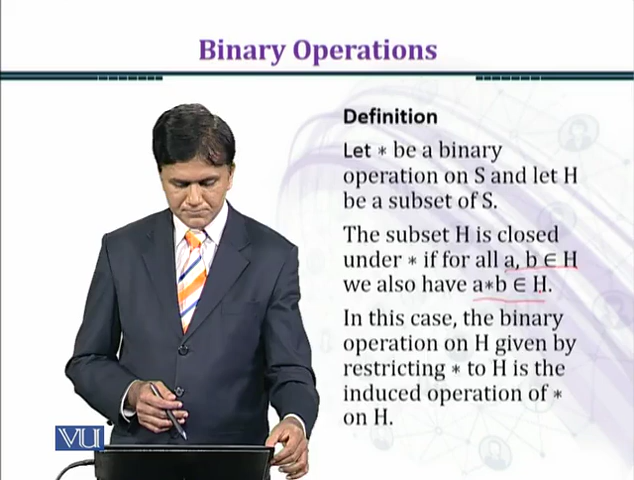 Binary Operations
Definition
Let * be a binary
operation on S and let H
be a subset of S.
The subset H is closed
under * if for all a, b ∈ H
we also have a*b ∈ H.
In this case, the binary
operation on H given by
restricting * to H is the
induced operation of *
on H.
VU